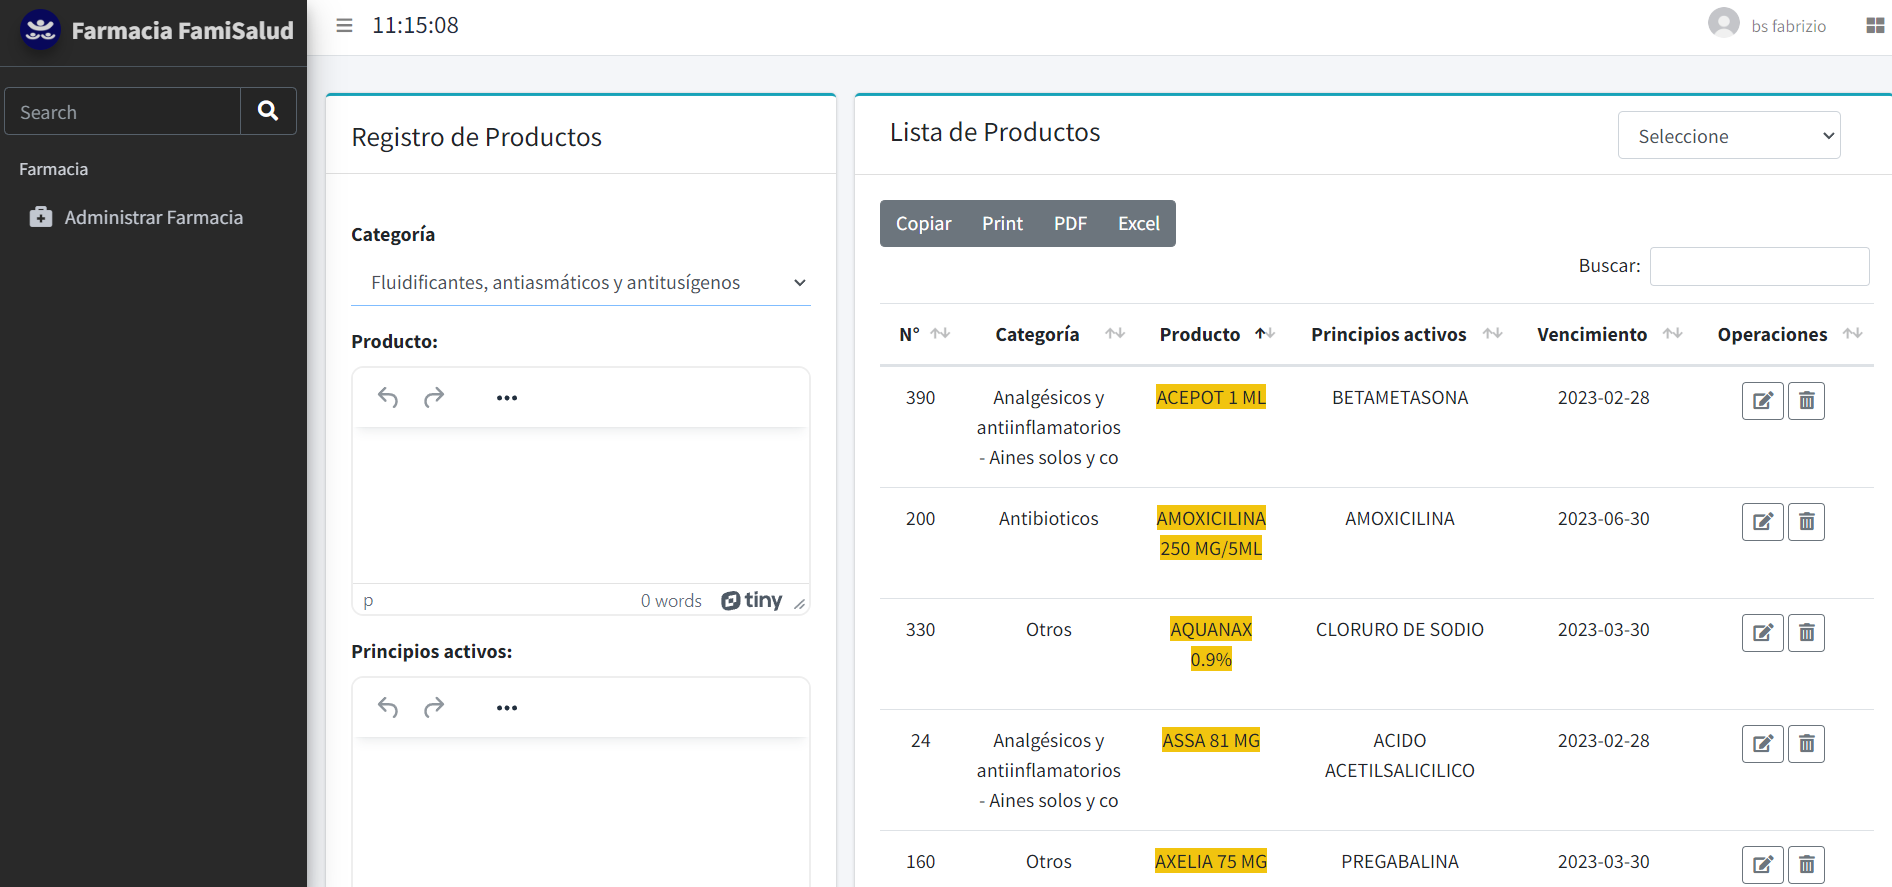 Farmacia FamiSalud
Search
Farmacia
Administrar Farmacia
11:15:08
bs fabrizio
Registro de Productos
Categoría
Fluidificantes, antiasmáticos y antitusígenos
Producto:
p
0 words
tiny
Principios activos:
Lista de Productos
Seleccione
Copiar Print PDF Excel
Buscar:
N° Categoría Producto Principios activos Vencimiento Operaciones
390 Analgésicos y ACEPOT 1 ML BETAMETASONA 2023-02-28
antiinflamatorios
- Aines solos y co
200 Antibioticos AMOXICILINA AMOXICILINA 2023-06-30
250 MG/5ML
330 Otros AQUANAX CLORURO DE SODIO 2023-03-30
0.9%
24 Analgésicos y ASSA 81 MG ACIDO 2023-02-28
antiinflamatorios ACETILSALICILICO
- Aines solos y co
160 Otros AXELIA 75 MG PREGABALINA 2023-03-30